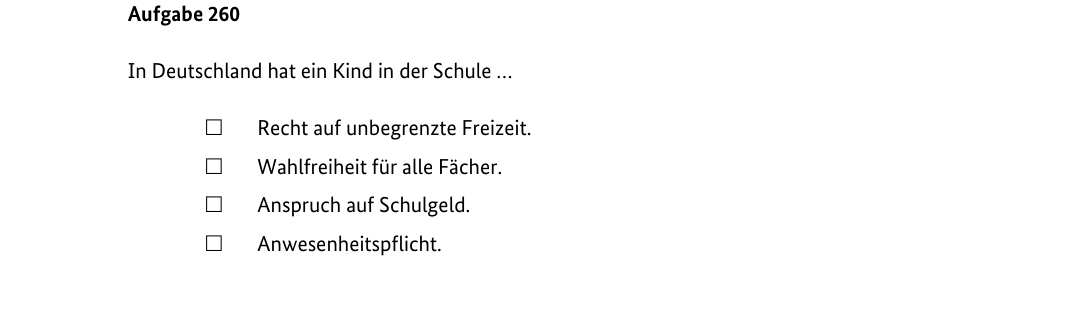 Aufgabe 260
In Deutschland hat ein Kind in der Schule …
☐ Recht auf unbegrenzte Freizeit.
☐ Wahlfreiheit für alle Fächer.
☐ Anspruch auf Schulgeld.
☐ Anwesenheitspflicht.